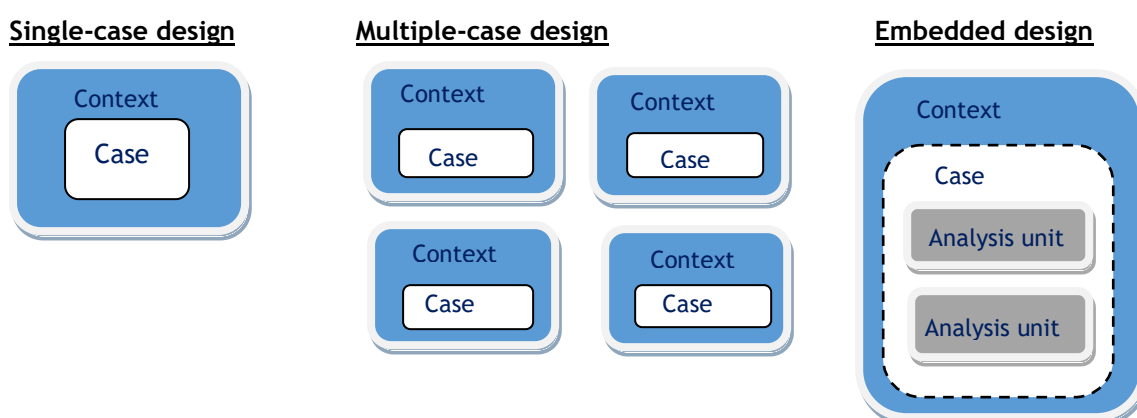 Single-case design
Context
Case
Multiple-case design
Context
Case
Context
Case
Context
Case
Context
Case
Embedded design
Context
Case
Analysis unit
Analysis unit